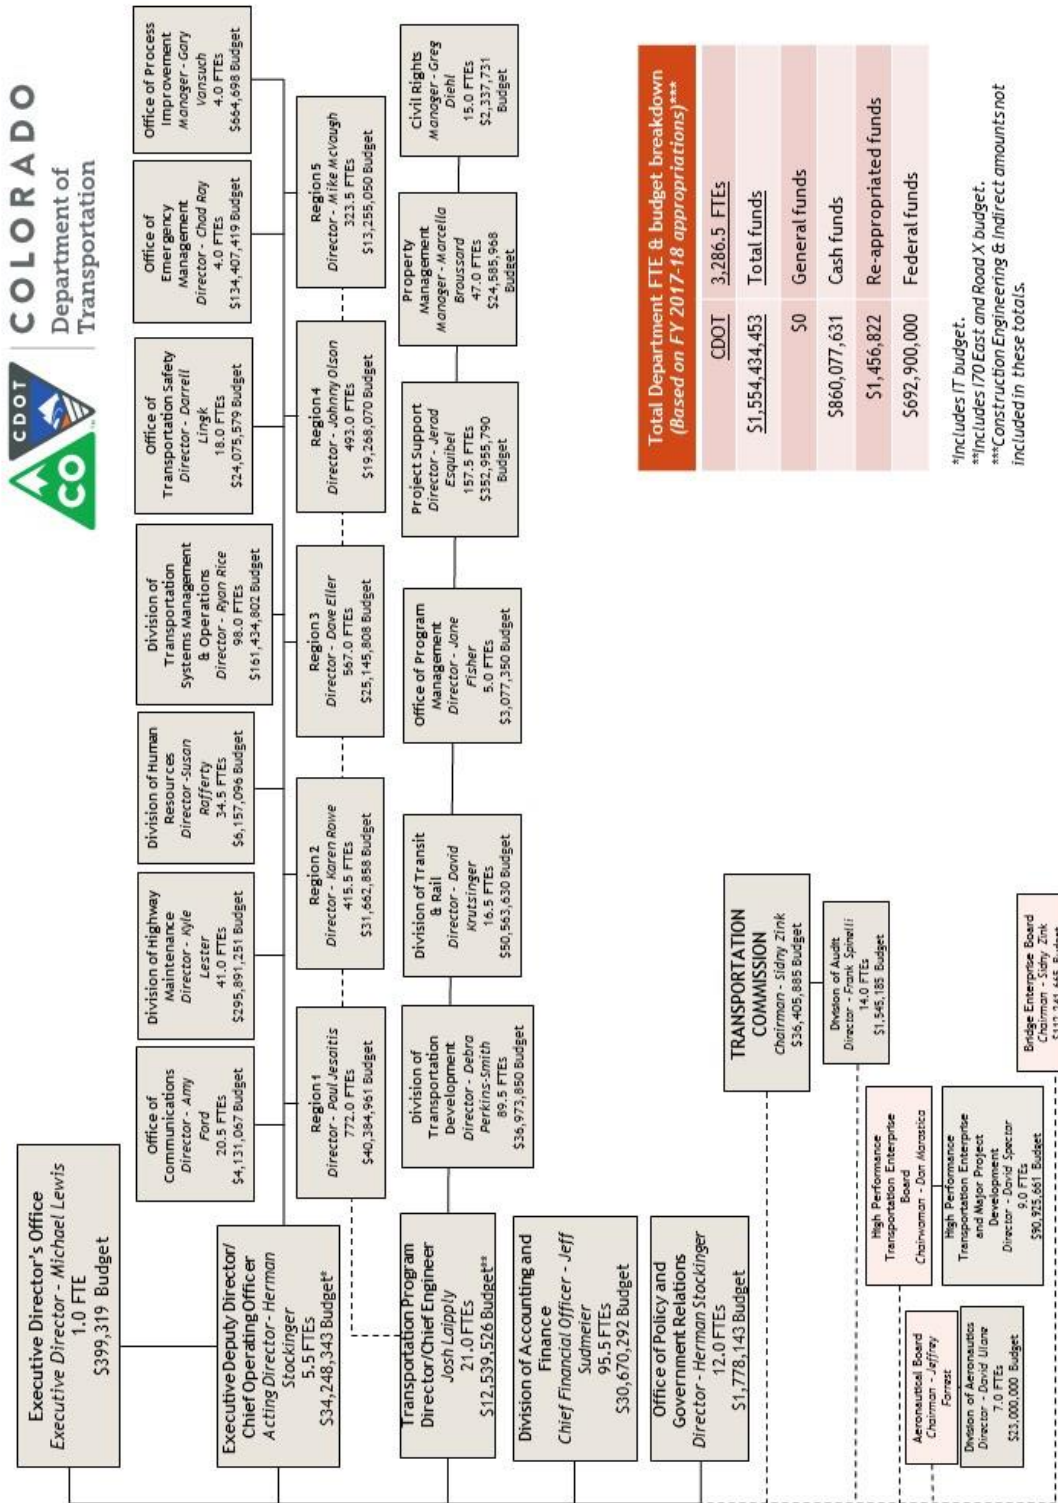 COLORADO
Department of
Transportation
CDOT
CO
TM
Executive Director's Office
Executive Director - Michael Lewis
1.0 FTE
$399,319 Budget
Executive Deputy Director/
Chief Operating Officer
Acting Director - Herman
Stockinger
5.5 FTEs
$34,248,343 Budget*
Office of
Communications
Director - Amy
Ford
20.5 FTEs
$4,131,067 Budget
Division of Highway
Maintenance
Director - Kyle
Lester
41.0 FTEs
$295,891,251 Budget
Division of Human
Resources
Director -Susan
Rafferty
34.5 FTEs
$6,157,096 Budget
Division of
Transportation
Systems Management
& Operations
Director - Ryan Rice
98.0 FTEs
$161,434,802 Budget
Office of
Transportation Safety
Director - Darrell
Lingk
18.0 FTEs
$24,075,579 Budget
Office of
Emergency
Management
Director - Chad Ray
4.0 FTEs
$134,407,419 Budget
Office of Process
Improvement
Manager - Gary
Vansuch
4.0 FTEs
$664,698 Budget
Region 1
Director - Paul Jesaitis
772.0 FTEs
$40,384,961 Budget
Region 2
Director - Karen Rowe
415.5 FTEs
$31,662,858 Budget
Region 3
Director - Dave Eller
567.0 FTEs
$25,145,808 Budget
Region 4
Director - Johnny Olson
493.0 FTEs
$19,268,070 Budget
Region 5
Director - Mike McVaugh
323.5 FTEs
$13,255,050 Budget
Transportation Program
Director/Chief Engineer
Josh Laipply
21.0 FTEs
$12,539,526 Budget**
Division of
Transportation
Development
Director - Debra
Perkins-Smith
89.5 FTEs
$36,973,850 Budget
Division of Transit
& Rail
Director - David
Krutsinger
16.5 FTEs
$50,563,630 Budget
Office of Program
Management
Director - Jane
Fisher
5.0 FTEs
$3,077,350 Budget
Project Support
Director - Jerad
Esquibel
157.5 FTEs
$352,955,790
Budget
Property
Management
Manager - Marcella
Broussard
47.0 FTEs
$24,585,968
Budget
Civil Rights
Manager - Greg
Diehl
15.0 FTEs
$2,337,731
Budget
Division of Accounting and
Finance
Chief Financial Officer - Jeff
Sudmeier
95.5 FTEs
$30,670,292 Budget
Office of Policy and
Government Relations
Director - Herman Stockinger
12.0 FTEs
$1,778,143 Budget
TRANSPORTATION
COMMISSION
Chairman - Sidny Zink
$36,405,885 Budget
Division of Audit
Director - Frank Spinelli
14.0 FTEs
$1,545,185 Budget
High Performance
Transportation Enterprise
Board
Chairwoman - Dan Marostica
High Performance
Transportation Enterprise
and Major Project
Development
Director - David Spector
9.0 FTEs
$90,925,661 Budget
Aeronautical Board
Chairman - Jeffrey
Forrest
Division of Aeronautics
Director - David Ulane
7.0 FTEs
$23,000,000 Budget
Bridge Enterprise Board
Chairman - Sidny Zink
Total Department FTE & budget breakdown
(Based on FY 2017-18 appropriations)***
CDOT 3,286.5 FTEs
$1,554,434,453 Total funds
$0 General funds
$860,077,631 Cash funds
$1,456,822 Re-appropriated funds
$692,900,000 Federal funds
*Includes IT budget.
**Includes I70 East and Road X budget.
***Construction Engineering & Indirect amounts not
included in these totals.